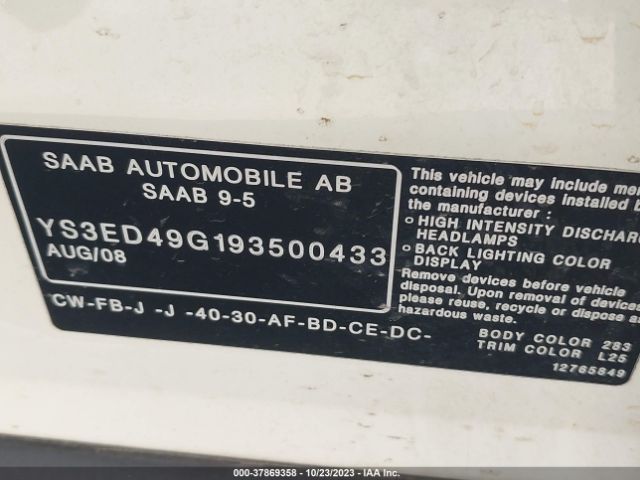 SAAB AUTOMOBILE AB
SAAB 9-5
YS3ED49G193500433
AUG/08
CW-FB-J -J -40-30-AF-BD-CE-DC-
This vehicle may include
containing devices installed
the manufacturer :
o HIGH INTENSITY
HEADLAMPS
o BACK LIGHTING COLOR
DISPLAY
Remove devices before vehicle
disposal. Upon removal of devices
please reuse, recycle or dispose
hazardous waste.
BODY COLOR 283
TRIM COLOR L25
12765849
000-37869358 - 10/23/2023 - IAA Inc.